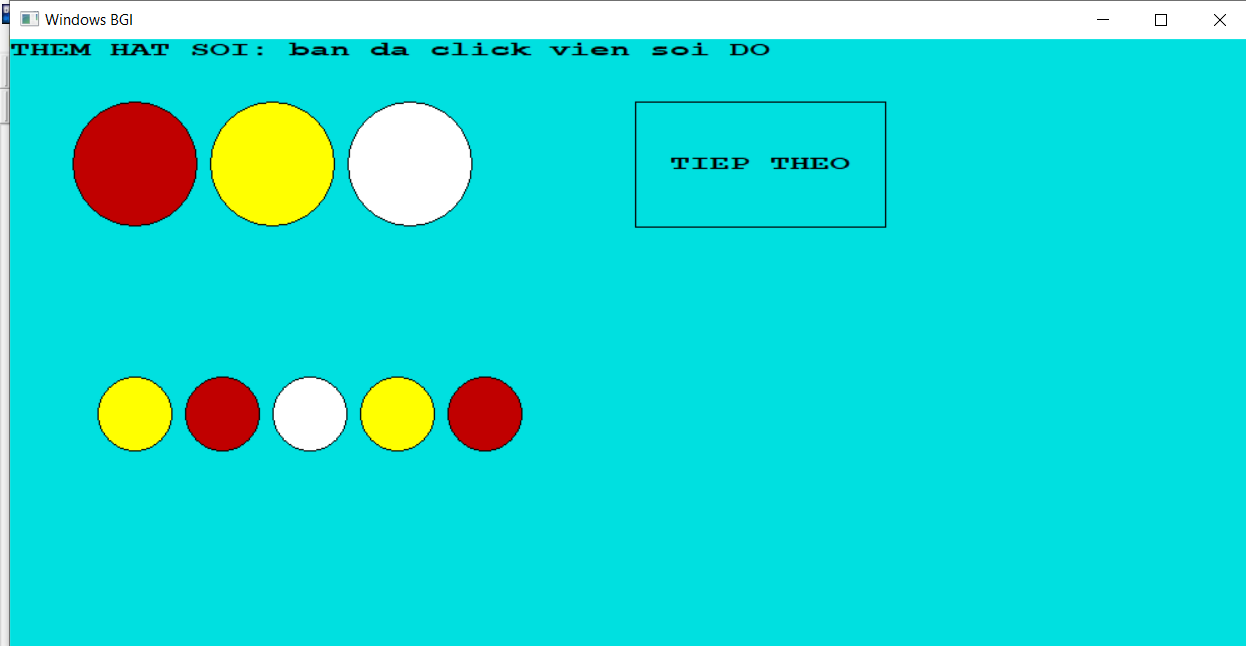 Windows BGI
THEM HAT SOI: ban da click vien soi DO
TIEP THEO